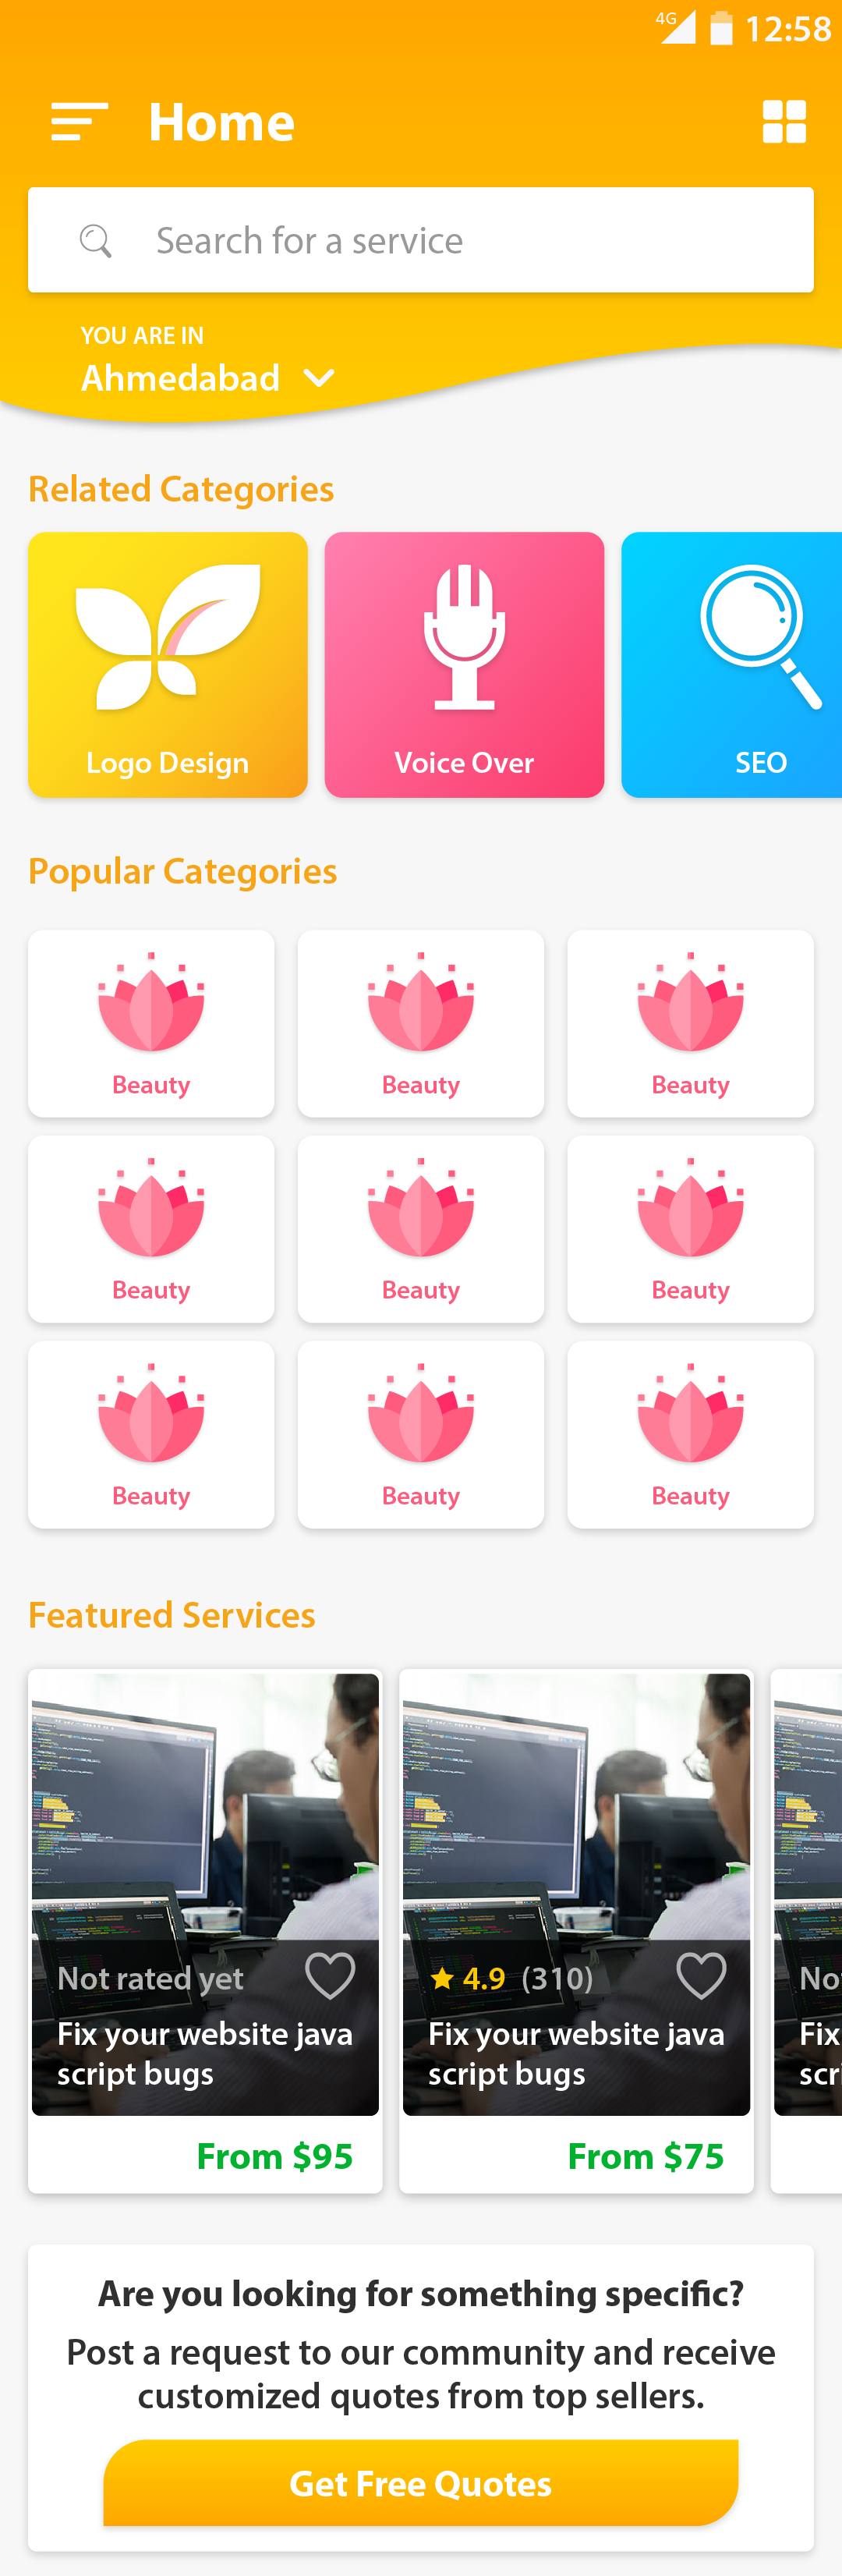 4G 12:58
Home
Search for a service
YOU ARE IN
Ahmedabad
Related Categories
Logo Design
Voice Over
SEO
Popular Categories
Beauty
Beauty
Beauty
Beauty
Beauty
Beauty
Beauty
Beauty
Beauty
Featured Services
Not rated yet
Fix your website java
script bugs
From $95
4.9 (310)
Fix your website java
script bugs
From $75
No
Fix
scr
Are you looking for something specific?
Post a request to our community and receive
customized quotes from top sellers.
Get Free Quotes